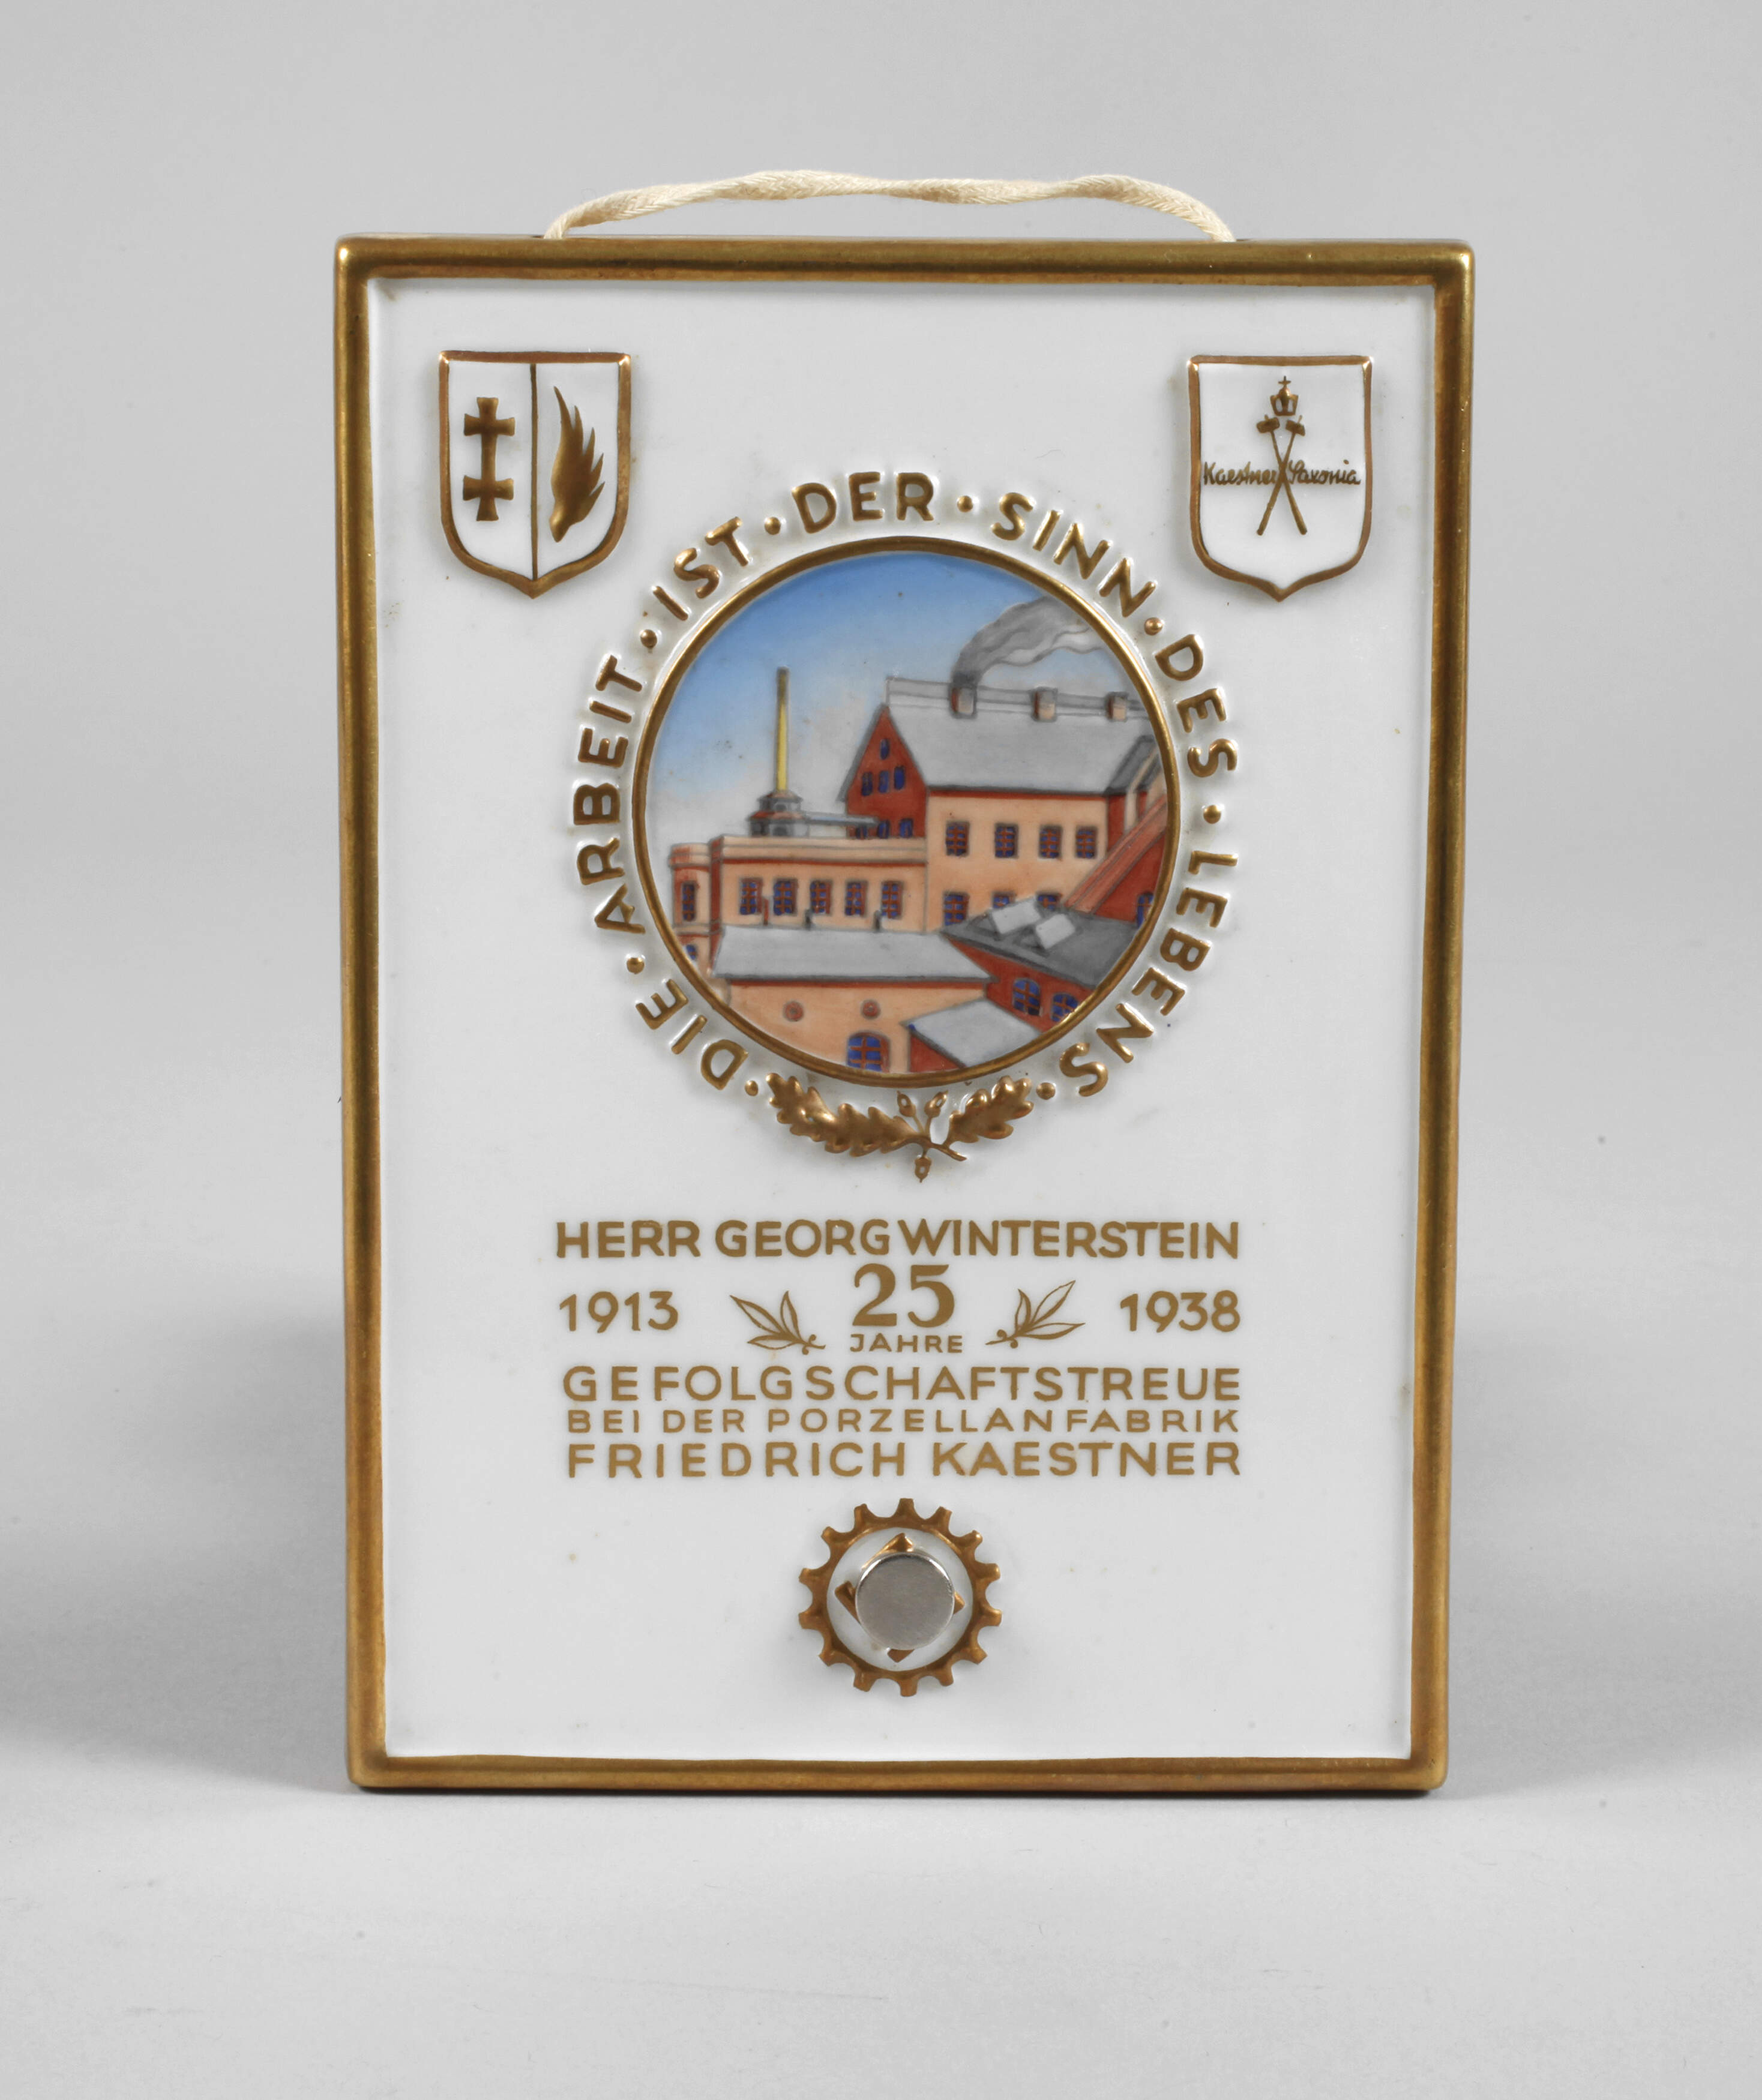 Kaestner Saxonia
· DIE · ARBEIT · IST · DER · SINN · DES · LEBENS ·
HERR GEORG WINTERSTEIN
1913 25 1938
JAHRE
GEFOLGSCHAFTSTREUE
BEI DER PORZELLANFABRIK
FRIEDRICH KAESTNER